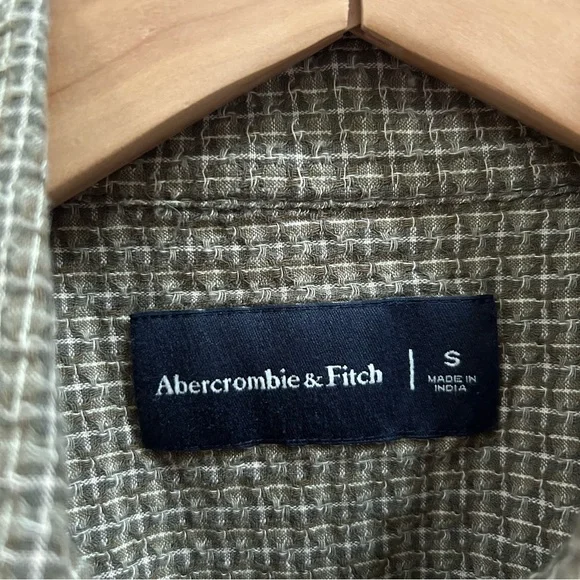 Abercrombie & Fitch | S
MADE IN
INDIA